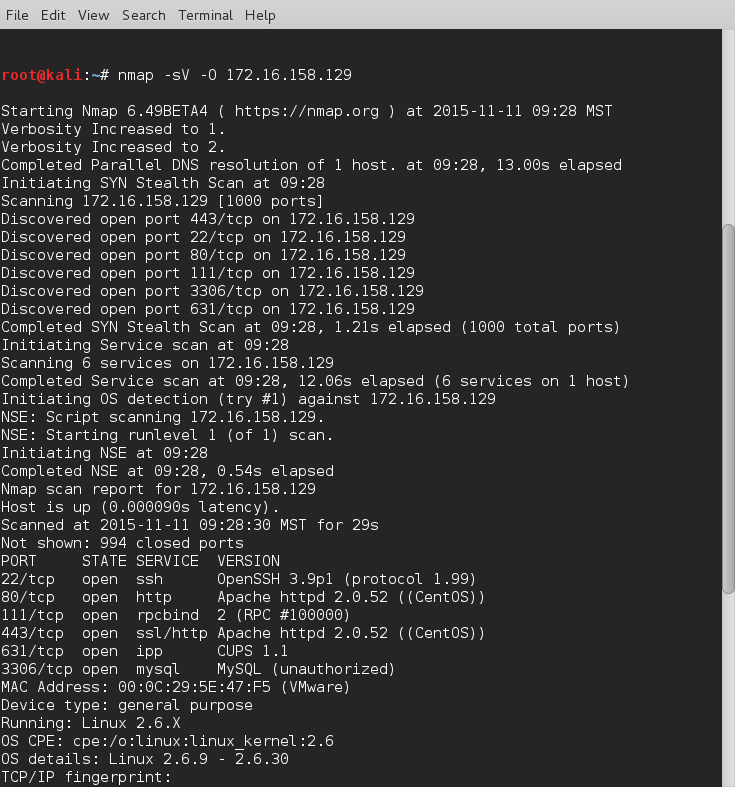 File Edit View Search Terminal Help
root@kali:~# nmap -sV -O 172.16.158.129
Starting Nmap 6.49BETA4 ( https://nmap.org ) at 2015-11-11 09:28 MST
Verbosity Increased to 1.
Verbosity Increased to 2.
Completed Parallel DNS resolution of 1 host. at 09:28, 13.00s elapsed
Initiating SYN Stealth Scan at 09:28
Scanning 172.16.158.129 [1000 ports]
Discovered open port 443/tcp on 172.16.158.129
Discovered open port 22/tcp on 172.16.158.129
Discovered open port 80/tcp on 172.16.158.129
Discovered open port 111/tcp on 172.16.158.129
Discovered open port 3306/tcp on 172.16.158.129
Discovered open port 631/tcp on 172.16.158.129
Completed SYN Stealth Scan at 09:28, 1.21s elapsed (1000 total ports)
Initiating Service scan at 09:28
Scanning 6 services on 172.16.158.129
Completed Service scan at 09:28, 12.06s elapsed (6 services on 1 host)
Initiating OS detection (try #1) against 172.16.158.129
NSE: Script scanning 172.16.158.129.
NSE: Starting runlevel 1 (of 1) scan.
Initiating NSE at 09:28
Completed NSE at 09:28, 0.54s elapsed
Nmap scan report for 172.16.158.129
Host is up (0.000090s latency).
Scanned at 2015-11-11 09:28:30 MST for 29s
Not shown: 994 closed ports
PORT     STATE SERVICE  VERSION
22/tcp   open  ssh      OpenSSH 3.9p1 (protocol 1.99)
80/tcp   open  http     Apache httpd 2.0.52 ((CentOS))
111/tcp  open  rpcbind  2 (RPC #100000)
443/tcp  open  ssl/http Apache httpd 2.0.52 ((CentOS))
631/tcp  open  ipp      CUPS 1.1
3306/tcp open  mysql    MySQL (unauthorized)
MAC Address: 00:0C:29:5E:47:F5 (VMware)
Device type: general purpose
Running: Linux 2.6.X
OS CPE: cpe:/o:linux:linux_kernel:2.6
OS details: Linux 2.6.9 - 2.6.30
TCP/IP fingerprint: